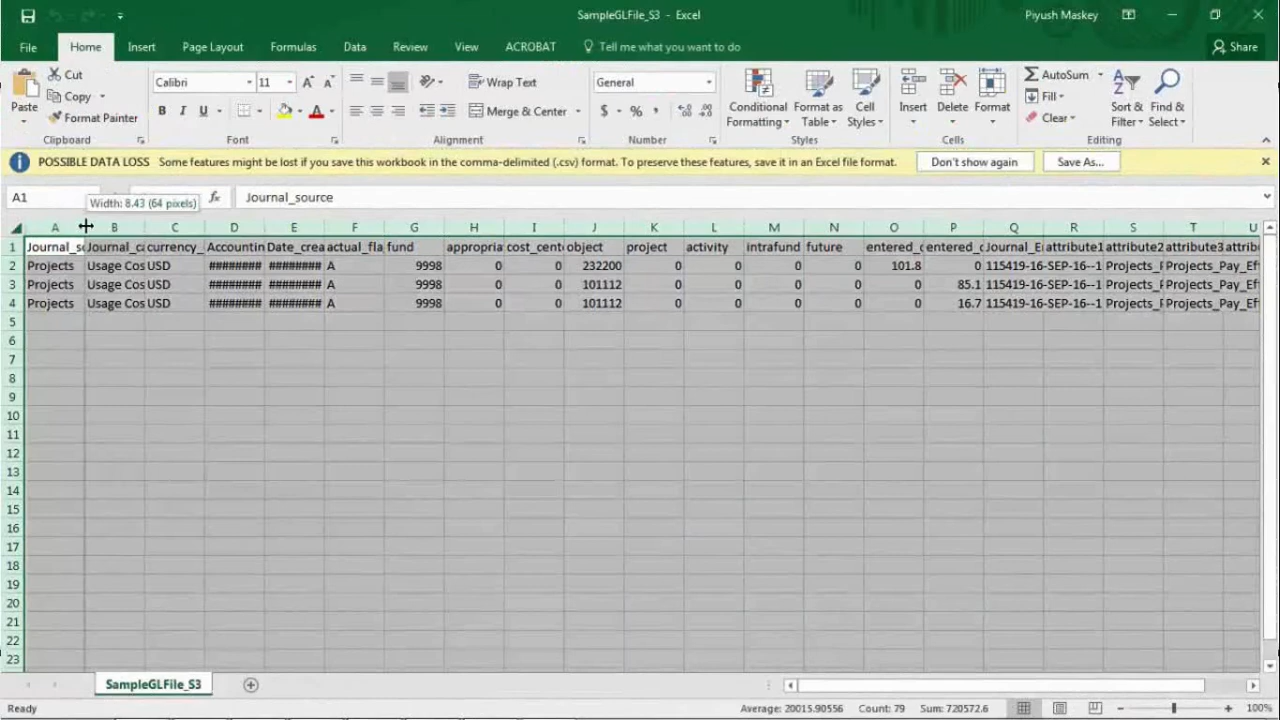 SampleGLFile_S3 - Excel
Piyush Maskey
File Home Insert Page Layout Formulas Data Review View ACROBAT Tell me what you want to do Share
Paste Cut Copy Format Painter
Calibri 11
B I U
Wrap Text
Merge & Center
General
$ % ,
Conditional Formatting Format as Table Cell Styles
Insert Delete Format
AutoSum Fill Clear
Sort & Filter Find & Select
Clipboard Font Alignment Number Styles Cells Editing
POSSIBLE DATA LOSS Some features might be lost if you save this workbook in the comma-delimited (.csv) format. To preserve these features, save it in an Excel file format. Don't show again Save As...
A1 fx Journal_source
Width: 8.43 (64 pixels)
A B C D E F G H I J K L M N O P Q R S T U
1 Journal_so Journal_ca currency_ Accountin Date_crea actual_fla fund appropria cost_cente object project activity intrafund future entered_d entered_c Journal_E attribute1 attribute2 attribute3 attrib
2 Projects Usage Cos USD ######## ######## A 9998 0 0 232200 0 0 0 0 101.8 0 115419-16-SEP-16--1 Projects_P Projects_Pay_Ef
3 Projects Usage Cos USD ######## ######## A 9998 0 0 101112 0 0 0 0 0 85.1 115419-16-SEP-16--1 Projects_P Projects_Pay_Ef
4 Projects Usage Cos USD ######## ######## A 9998 0 0 101112 0 0 0 0 0 16.7 115419-16-SEP-16--1 Projects_P Projects_Pay_Ef
5
6
7
8
9
10
11
12
13
14
15
16
17
18
19
20
21
22
23
SampleGLFile_S3
Ready Average: 20015.90556 Count: 79 Sum: 720572.6 100%